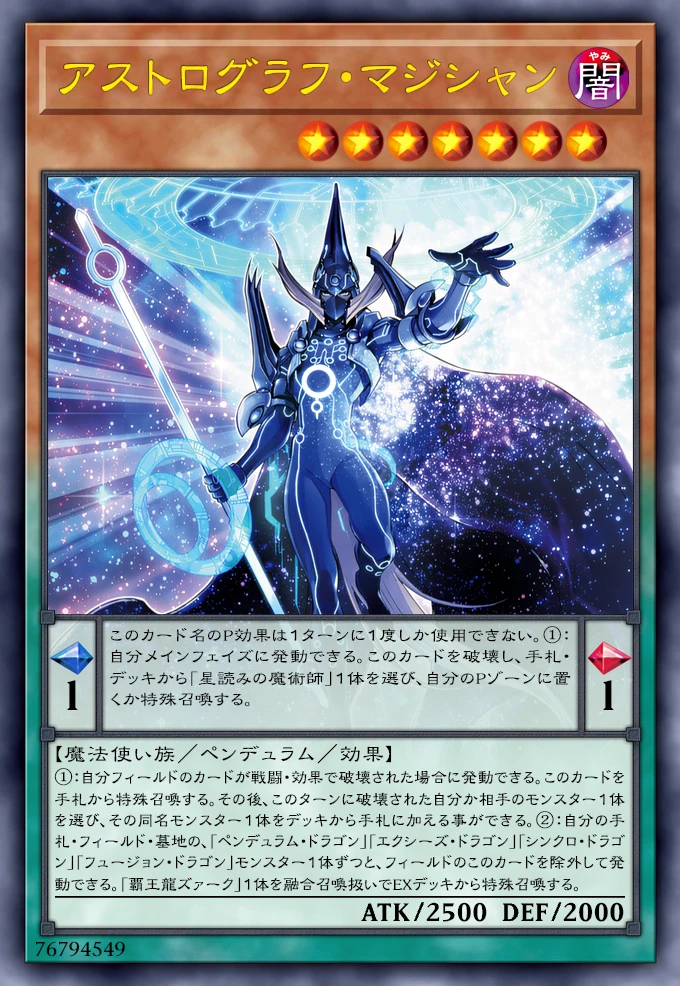 アストログラフ・マジシャン
やみ
闇
このカード名のP効果は1ターンに1度しか使用できない。①：
自分メインフェイズに発動できる。このカードを破壊し、手札・
デッキから「星読みの魔術師」1体を選び、自分のPゾーンに置
くか特殊召喚する。
1
1
【魔法使い族／ペンデュラム／効果】
①：自分フィールドのカードが戦闘・効果で破壊された場合に発動できる。このカードを
手札から特殊召喚する。その後、このターンに破壊された自分か相手のモンスター1体
を選び、その同名モンスター1体をデッキから手札に加える事ができる。②：自分の手
札・フィールド・墓地の、「ペンデュラム・ドラゴン」「エクシーズ・ドラゴン」「シンクロ・ドラゴ
ン」「フュージョン・ドラゴン」モンスター1体ずつと、フィールドのこのカードを除外して発
動できる。「覇王龍ズァーク」1体を融合召喚扱いでEXデッキから特殊召喚する。
ATK/2500 DEF/2000
76794549